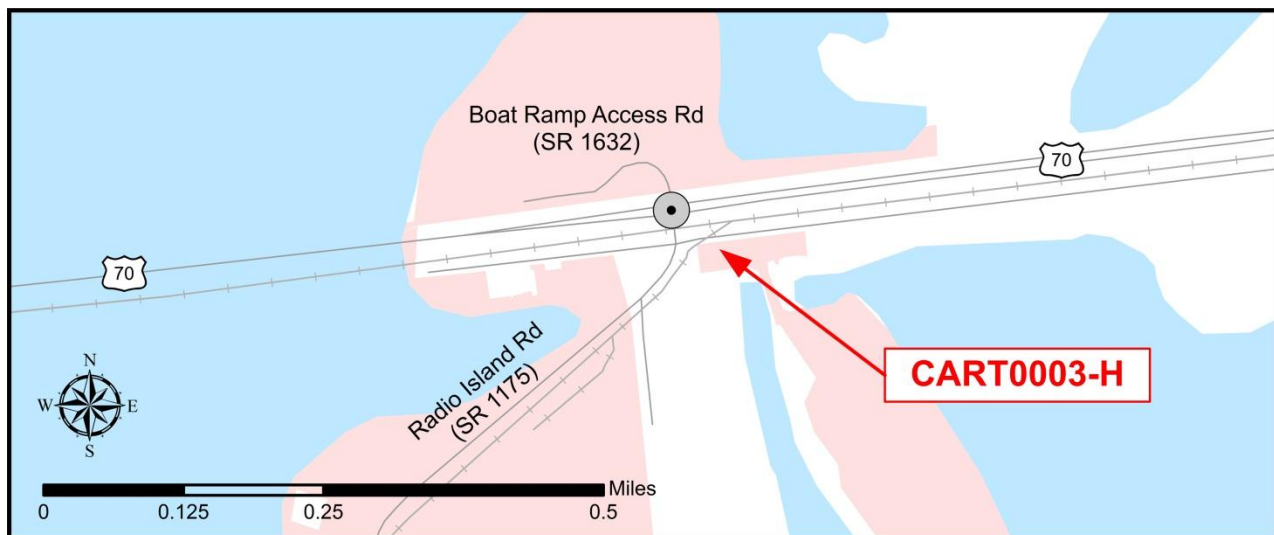 Boat Ramp Access Rd
(SR 1632)
70
70
Radio Island Rd
(SR 1175)
CART0003-H
N
W E
S
Miles
0 0.125 0.25 0.5